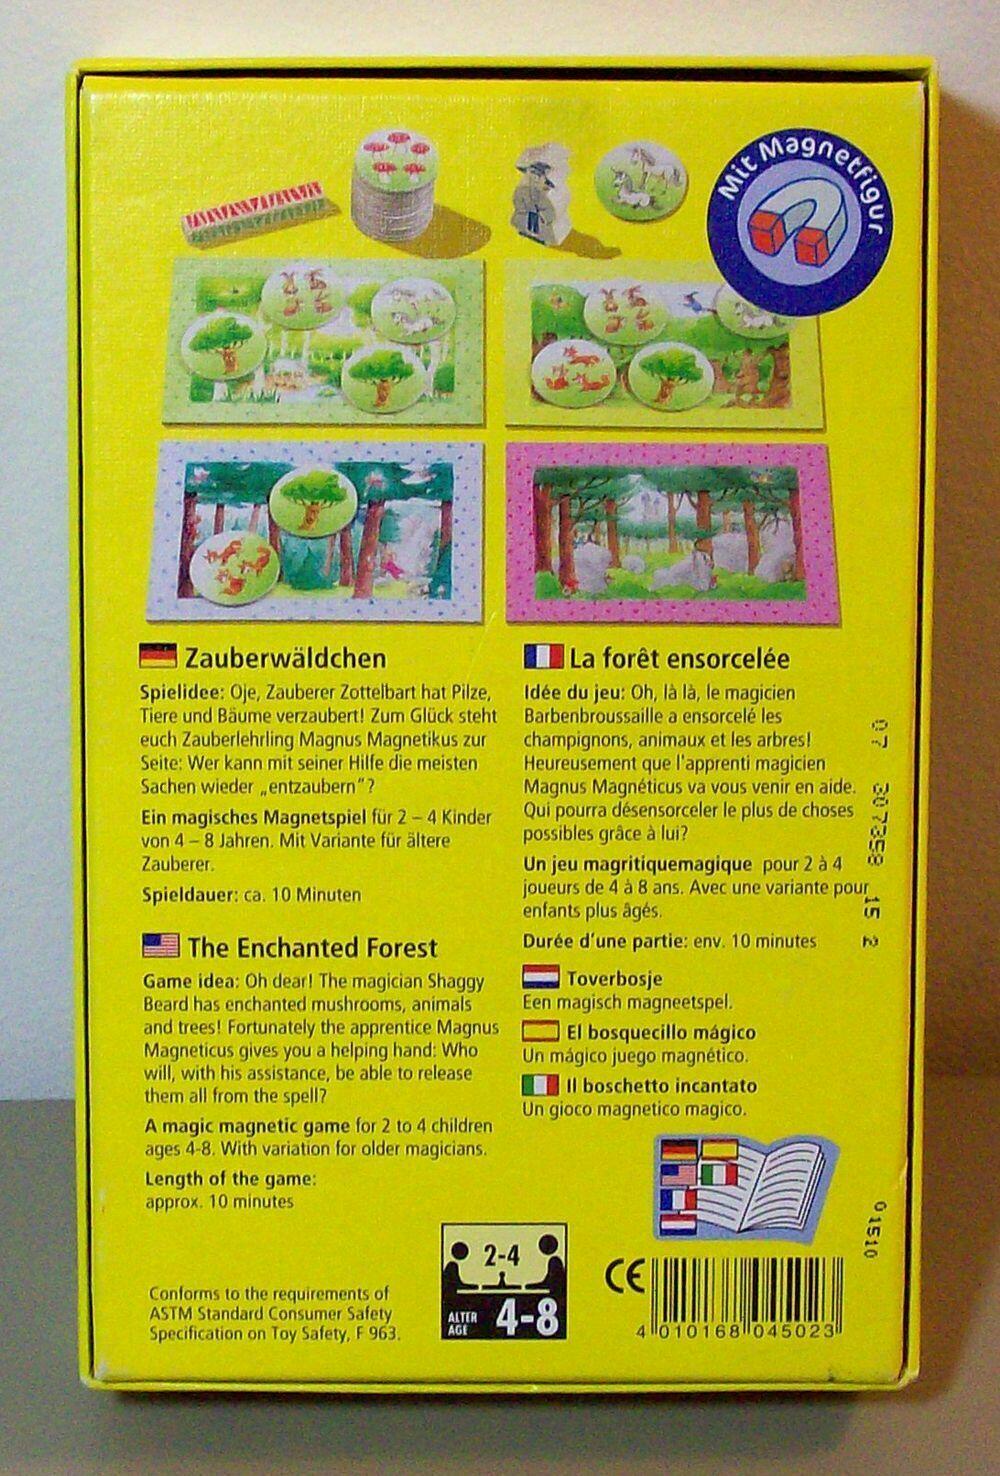 Mit Magnetfigur
Zauberwäldchen
Spielidee: Oje, Zauberer Zottelbart hat Pilze,
Tiere und Bäume verzaubert! Zum Glück steht
euch Zauberlehrling Magnus Magnetikus zur
Seite: Wer kann mit seiner Hilfe die meisten
Sachen wieder „entzaubern"?
Ein magisches Magnetspiel für 2 – 4 Kinder
von 4 – 8 Jahren. Mit Variante für ältere
Zauberer.
Spieldauer: ca. 10 Minuten
The Enchanted Forest
Game idea: Oh dear! The magician Shaggy
Beard has enchanted mushrooms, animals
and trees! Fortunately the apprentice Magnus
Magneticus gives you a helping hand: Who
will, with his assistance, be able to release
them all from the spell?
A magic magnetic game for 2 to 4 children
ages 4-8. With variation for older magicians.
Length of the game:
approx. 10 minutes
La forêt ensorcelée
Idée du jeu: Oh, là là, le magicien
Barbenbroussaille a ensorcelé les
champignons, animaux et les arbres!
Heureusement que l'apprenti magicien
Magnus Magnéticus va vous venir en aide.
Qui pourra désensorceler le plus de choses
possibles grâce à lui?
Un jeu magritiquemagique pour 2 à 4
joueurs de 4 à 8 ans. Avec une variante pour
enfants plus âgés.
Durée d'une partie: env. 10 minutes
Toverbosje
Een magisch magneetspel.
El bosquecillo mágico
Un mágico juego magnético.
Il boschetto incantato
Un gioco magnetico magico.
07 307858 15 2
01510
Conforms to the requirements of
ASTM Standard Consumer Safety
Specification on Toy Safety, F 963.
2-4
ALTER
AGE
4-8
CE
4 010168 045023